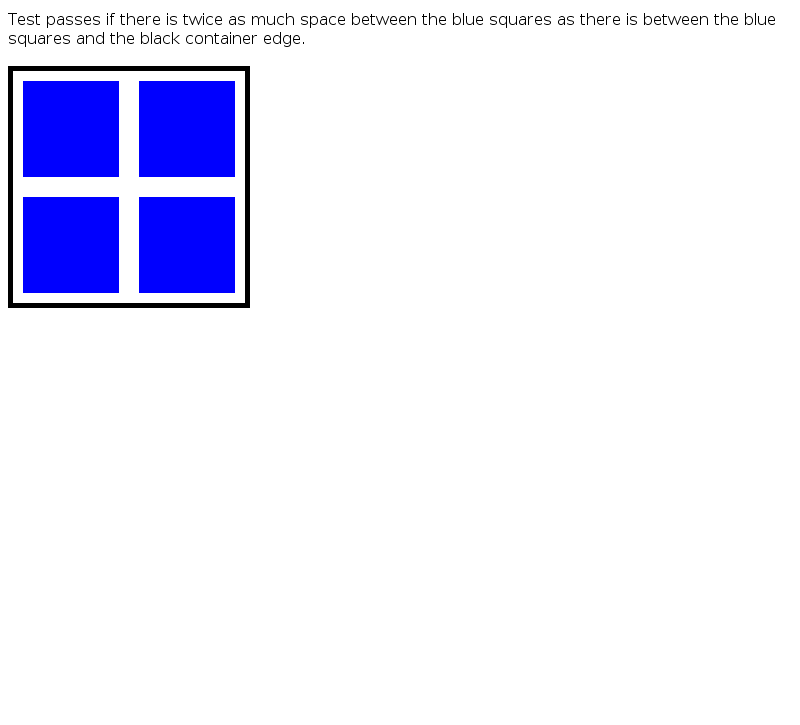 Test passes if there is twice as much space between the blue squares as there is between the blue
squares and the black container edge.